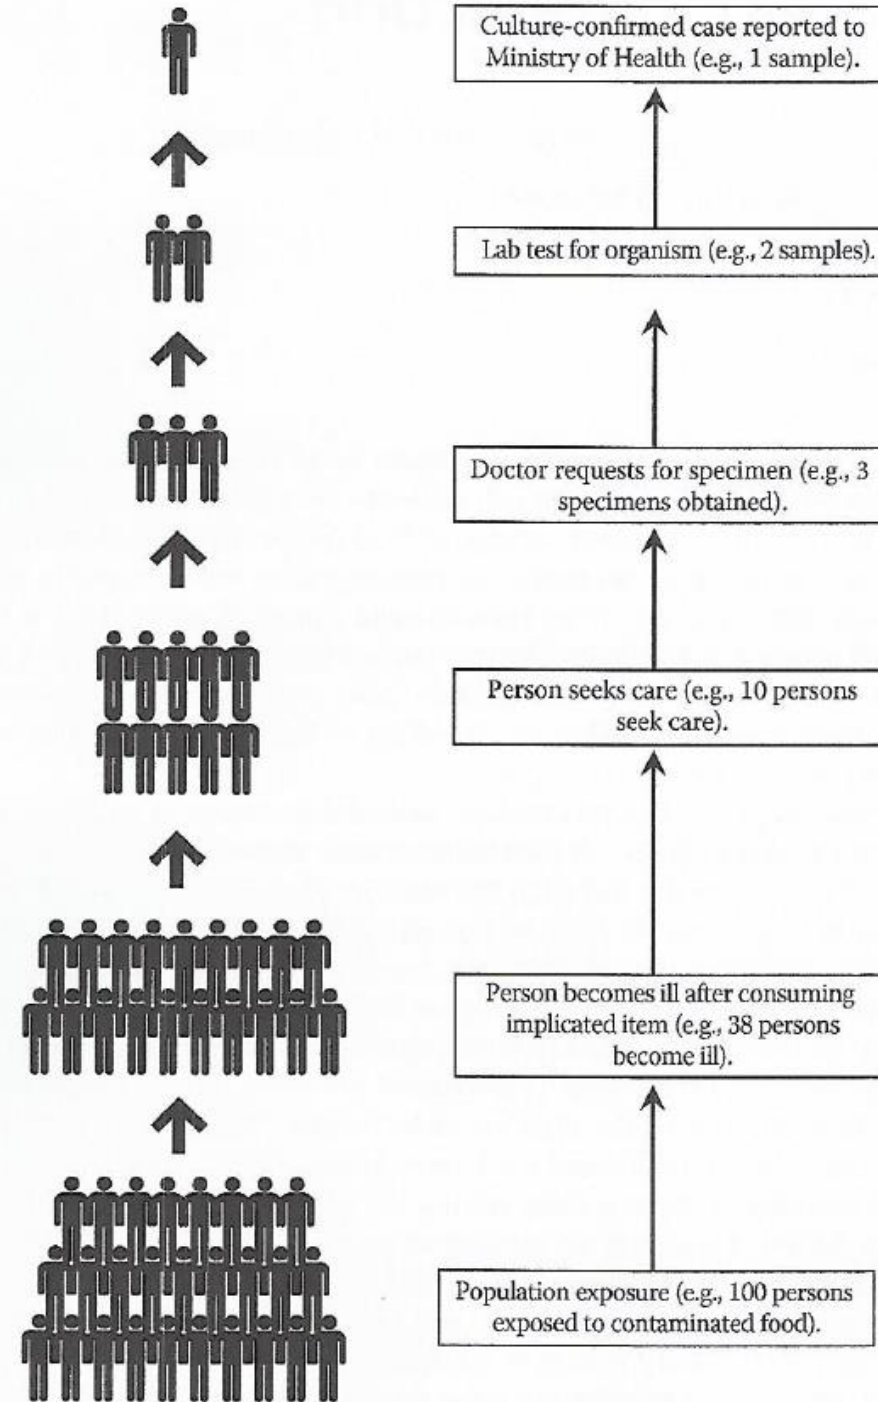 Culture-confirmed case reported to
Ministry of Health (e.g., 1 sample).
Lab test for organism (e.g., 2 samples).
Doctor requests for specimen (e.g., 3
specimens obtained).
Person seeks care (e.g., 10 persons
seek care).
Person becomes ill after consuming
implicated item (e.g., 38 persons
become ill).
Population exposure (e.g., 100 persons
exposed to contaminated food).